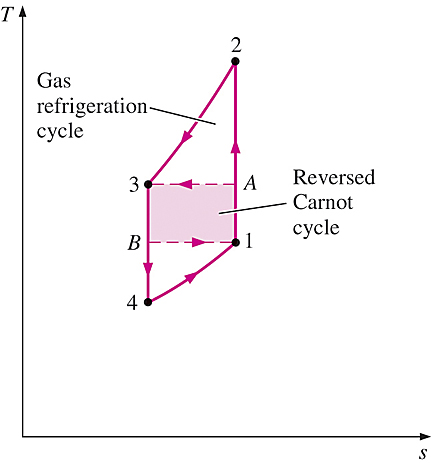 T
2
Gas
refrigeration
cycle
3
A
Reversed
Carnot
cycle
B
1
4
s